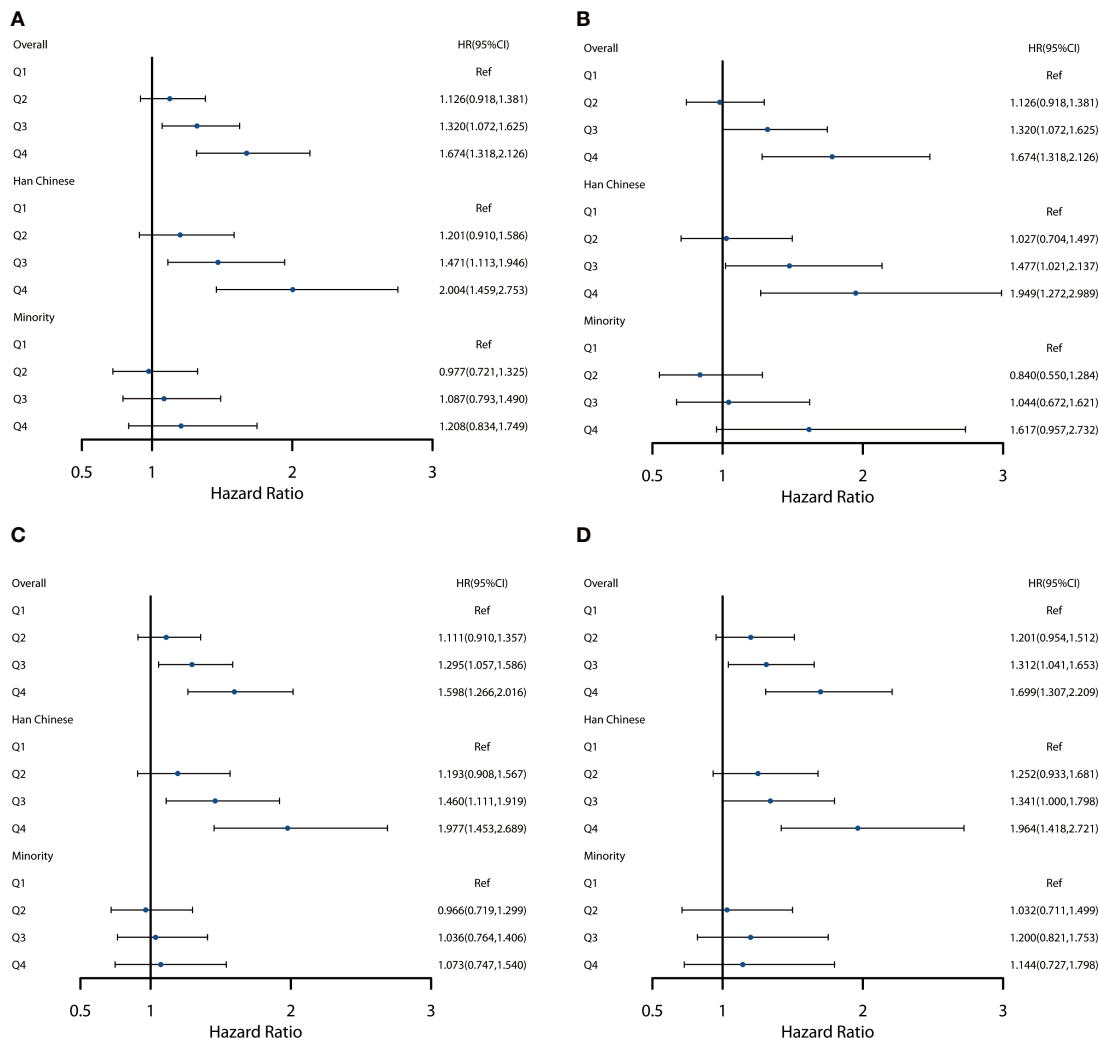 A
Overall HR(95%CI)
Q1 Ref
Q2 1.126(0.918,1.381)
Q3 1.320(1.072,1.625)
Q4 1.674(1.318,2.126)
Han Chinese
Q1 Ref
Q2 1.201(0.910,1.586)
Q3 1.471(1.113,1.946)
Q4 2.004(1.459,2.753)
Minority
Q1 Ref
Q2 0.977(0.721,1.325)
Q3 1.087(0.793,1.490)
Q4 1.208(0.834,1.749)
0.5 1 2 3
Hazard Ratio
B
Overall HR(95%CI)
Q1 Ref
Q2 1.126(0.918,1.381)
Q3 1.320(1.072,1.625)
Q4 1.674(1.318,2.126)
Han Chinese
Q1 Ref
Q2 1.027(0.704,1.497)
Q3 1.477(1.021,2.137)
Q4 1.949(1.272,2.989)
Minority
Q1 Ref
Q2 0.840(0.550,1.284)
Q3 1.044(0.672,1.621)
Q4 1.617(0.957,2.732)
0.5 1 2 3
Hazard Ratio
C
Overall HR(95%CI)
Q1 Ref
Q2 1.111(0.910,1.357)
Q3 1.295(1.057,1.586)
Q4 1.598(1.266,2.016)
Han Chinese
Q1 Ref
Q2 1.193(0.908,1.567)
Q3 1.460(1.111,1.919)
Q4 1.977(1.453,2.689)
Minority
Q1 Ref
Q2 0.966(0.719,1.299)
Q3 1.036(0.764,1.406)
Q4 1.073(0.747,1.540)
0.5 1 2 3
Hazard Ratio
D
Overall HR(95%CI)
Q1 Ref
Q2 1.201(0.954,1.512)
Q3 1.312(1.041,1.653)
Q4 1.699(1.307,2.209)
Han Chinese
Q1 Ref
Q2 1.252(0.933,1.681)
Q3 1.341(1.000,1.798)
Q4 1.964(1.418,2.721)
Minority
Q1 Ref
Q2 1.032(0.711,1.499)
Q3 1.200(0.821,1.753)
Q4 1.144(0.727,1.798)
0.5 1 2 3
Hazard Ratio